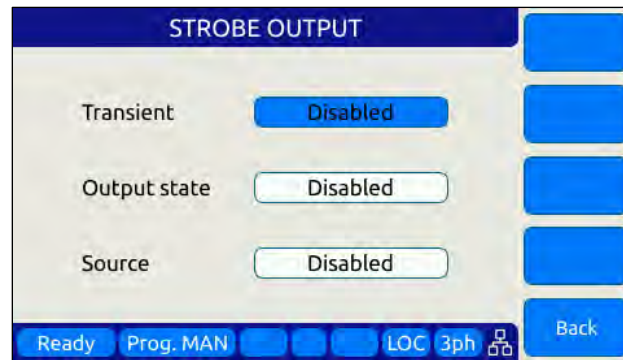 STROBE OUTPUT
Transient Disabled
Output state Disabled
Source Disabled
Back
Ready Prog. MAN LOC 3ph